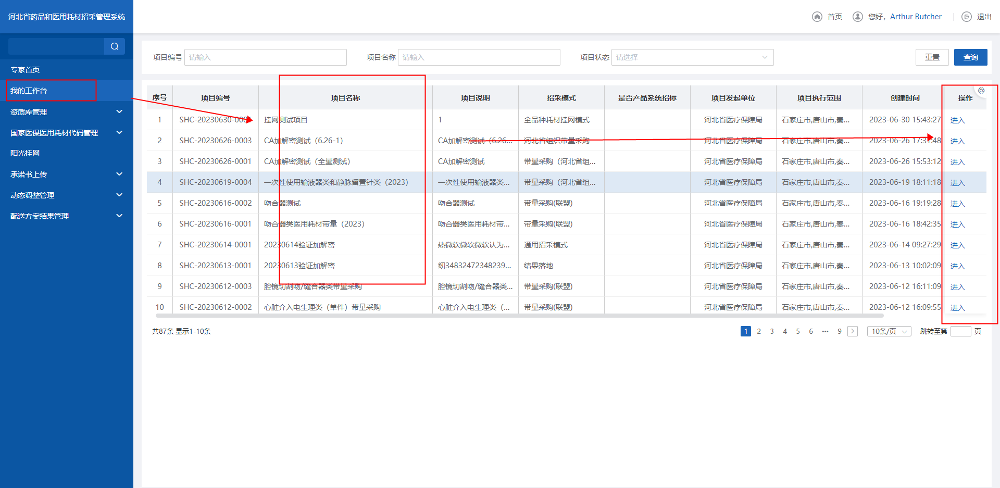 河北省药品和医用耗材招采管理系统
首页 您好，Arthur Butcher 退出
专家首页
我的工作台
资质库管理
国家医保医用耗材代码管理
阳光挂网
承诺书上传
动态调整管理
配送方案结果管理
项目编号 请输入 项目名称 请输入 项目状态 请选择 重置 查询
序号 项目编号 项目名称 项目说明 招采模式 是否产品系统招标 项目发起单位 项目执行范围 创建时间 操作
1 SHC-20230630-0001 挂网测试项目 1 全品种耗材挂网模式 河北省医疗保障局 石家庄市,唐山市,秦... 2023-06-30 15:43:27 进入
2 SHC-20230626-0003 CA加解密测试（6.26-1） CA加解密测试（6.26... 河北省组织带量采购 河北省医疗保障局 石家庄市,唐山市,秦... 2023-06-26 17:31:48 进入
3 SHC-20230626-0001 CA加解密测试（全量测试） CA加解密测试 带量采购（河北省组... 河北省医疗保障局 石家庄市,唐山市,秦... 2023-06-26 15:53:12 进入
4 SHC-20230619-0004 一次性使用输液器类和静脉留置针类（2023） 一次性使用输液器类... 带量采购（河北省组... 河北省医疗保障局 石家庄市,唐山市,秦... 2023-06-19 18:11:18 进入
5 SHC-20230616-0002 吻合器测试 吻合器测试 带量采购(联盟) 河北省医疗保障局 石家庄市,唐山市,秦... 2023-06-16 19:19:28 进入
6 SHC-20230616-0001 吻合器类医用耗材带量（2023） 吻合器类医用耗材带... 带量采购(联盟) 河北省医疗保障局 石家庄市,唐山市,秦... 2023-06-16 18:42:35 进入
7 SHC-20230614-0001 20230614验证加解密 热微软微软微软认为... 通用招采模式 河北省医疗保障局 石家庄市,唐山市,秦... 2023-06-14 09:27:29 进入
8 SHC-20230613-0001 20230613验证加解密 釰34832472348239... 结果落地 河北省医疗保障局 石家庄市,唐山市,秦... 2023-06-13 10:02:09 进入
9 SHC-20230612-0003 腔镜切割吻/缝合器类带量采购 腔镜切割吻/缝合器类... 带量采购(联盟) 河北省医疗保障局 石家庄市,唐山市,秦... 2023-06-12 16:11:09 进入
10 SHC-20230612-0002 心脏介入电生理类（单件）带量采购 心脏介入电生理类（... 带量采购(联盟) 河北省医疗保障局 石家庄市,唐山市,秦... 2023-06-12 16:09:55 进入
共87条 显示1-10条 1 2 3 4 5 6 ••• 9 10条/页 跳转至第 页